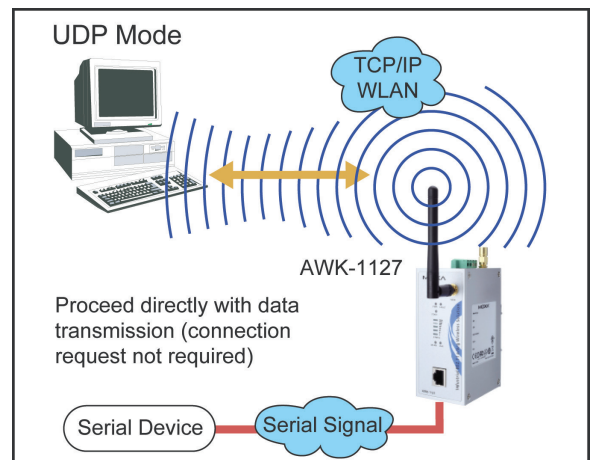 UDP Mode
TCP/IP
WLAN
AWK-1127
Proceed directly with data
transmission (connection
request not required)
Serial Device
Serial Signal